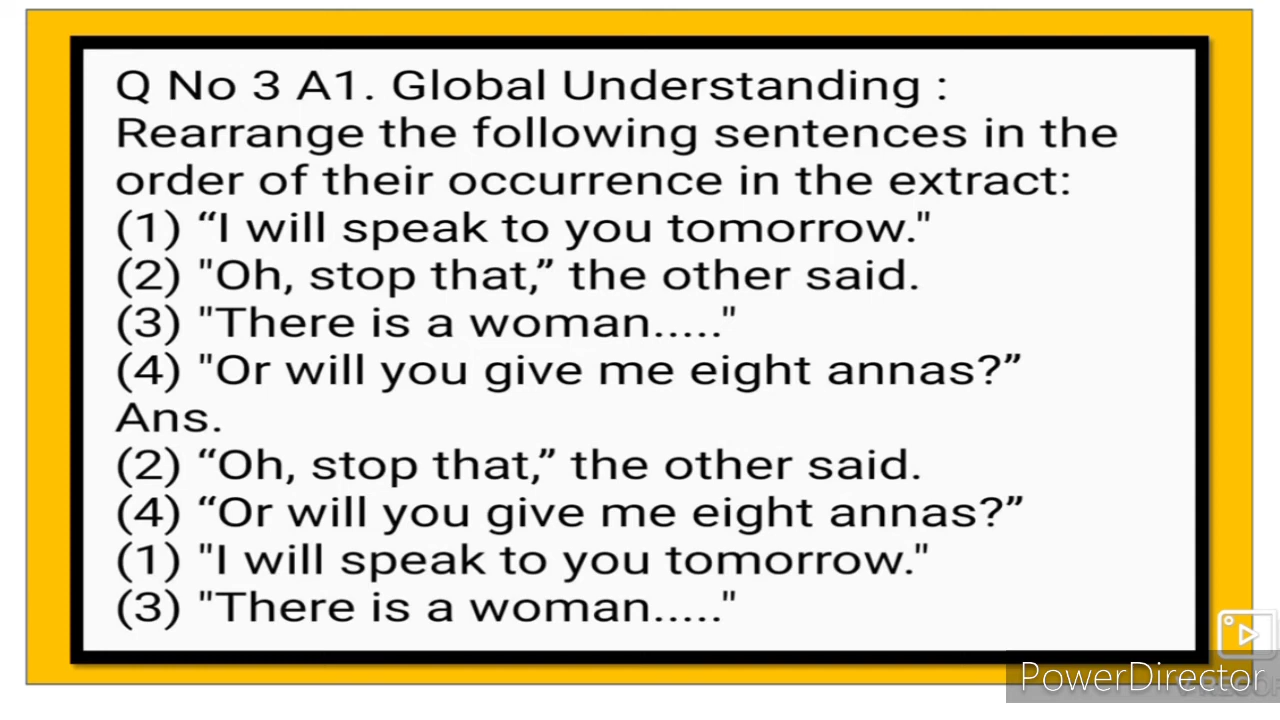 Q No 3 A1. Global Understanding :
Rearrange the following sentences in the
order of their occurrence in the extract:
(1) “I will speak to you tomorrow."
(2) "Oh, stop that,” the other said.
(3) "There is a woman....."
(4) "Or will you give me eight annas?”
Ans.
(2) “Oh, stop that,” the other said.
(4) “Or will you give me eight annas?”
(1) "I will speak to you tomorrow."
(3) "There is a woman....."
PowerDirector